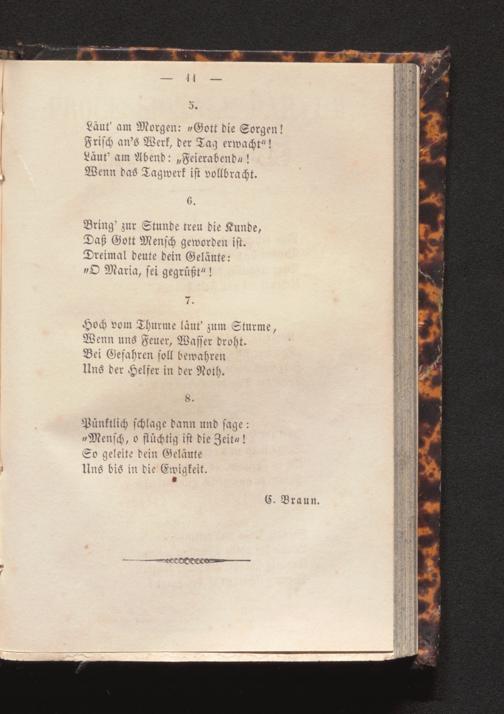 — 41 —
5.
Läut' am Morgen: „Gott die Sorgen!
Frisch an's Werk, der Tag erwacht“!
Läut' am Abend: „Feierabend“!
Wenn das Tagwerk ist vollbracht.
6.
Bring' zur Stunde treu die Kunde,
Daß Gott Mensch geworden ist.
Dreimal deute dein Geläute:
„O Maria, sei gegrüßt“!
7.
Hoch vom Thurme läut' zum Sturme,
Wenn uns Feuer, Wasser droht.
Bei Gefahren soll bewahren
Uns der Helfer in der Noth.
8.
Pünktlich schlage dann und sage:
„Mensch, o flüchtig ist die Zeit“!
So geleite dein Geläute
Uns bis in die Ewigkeit.
C. Braun.